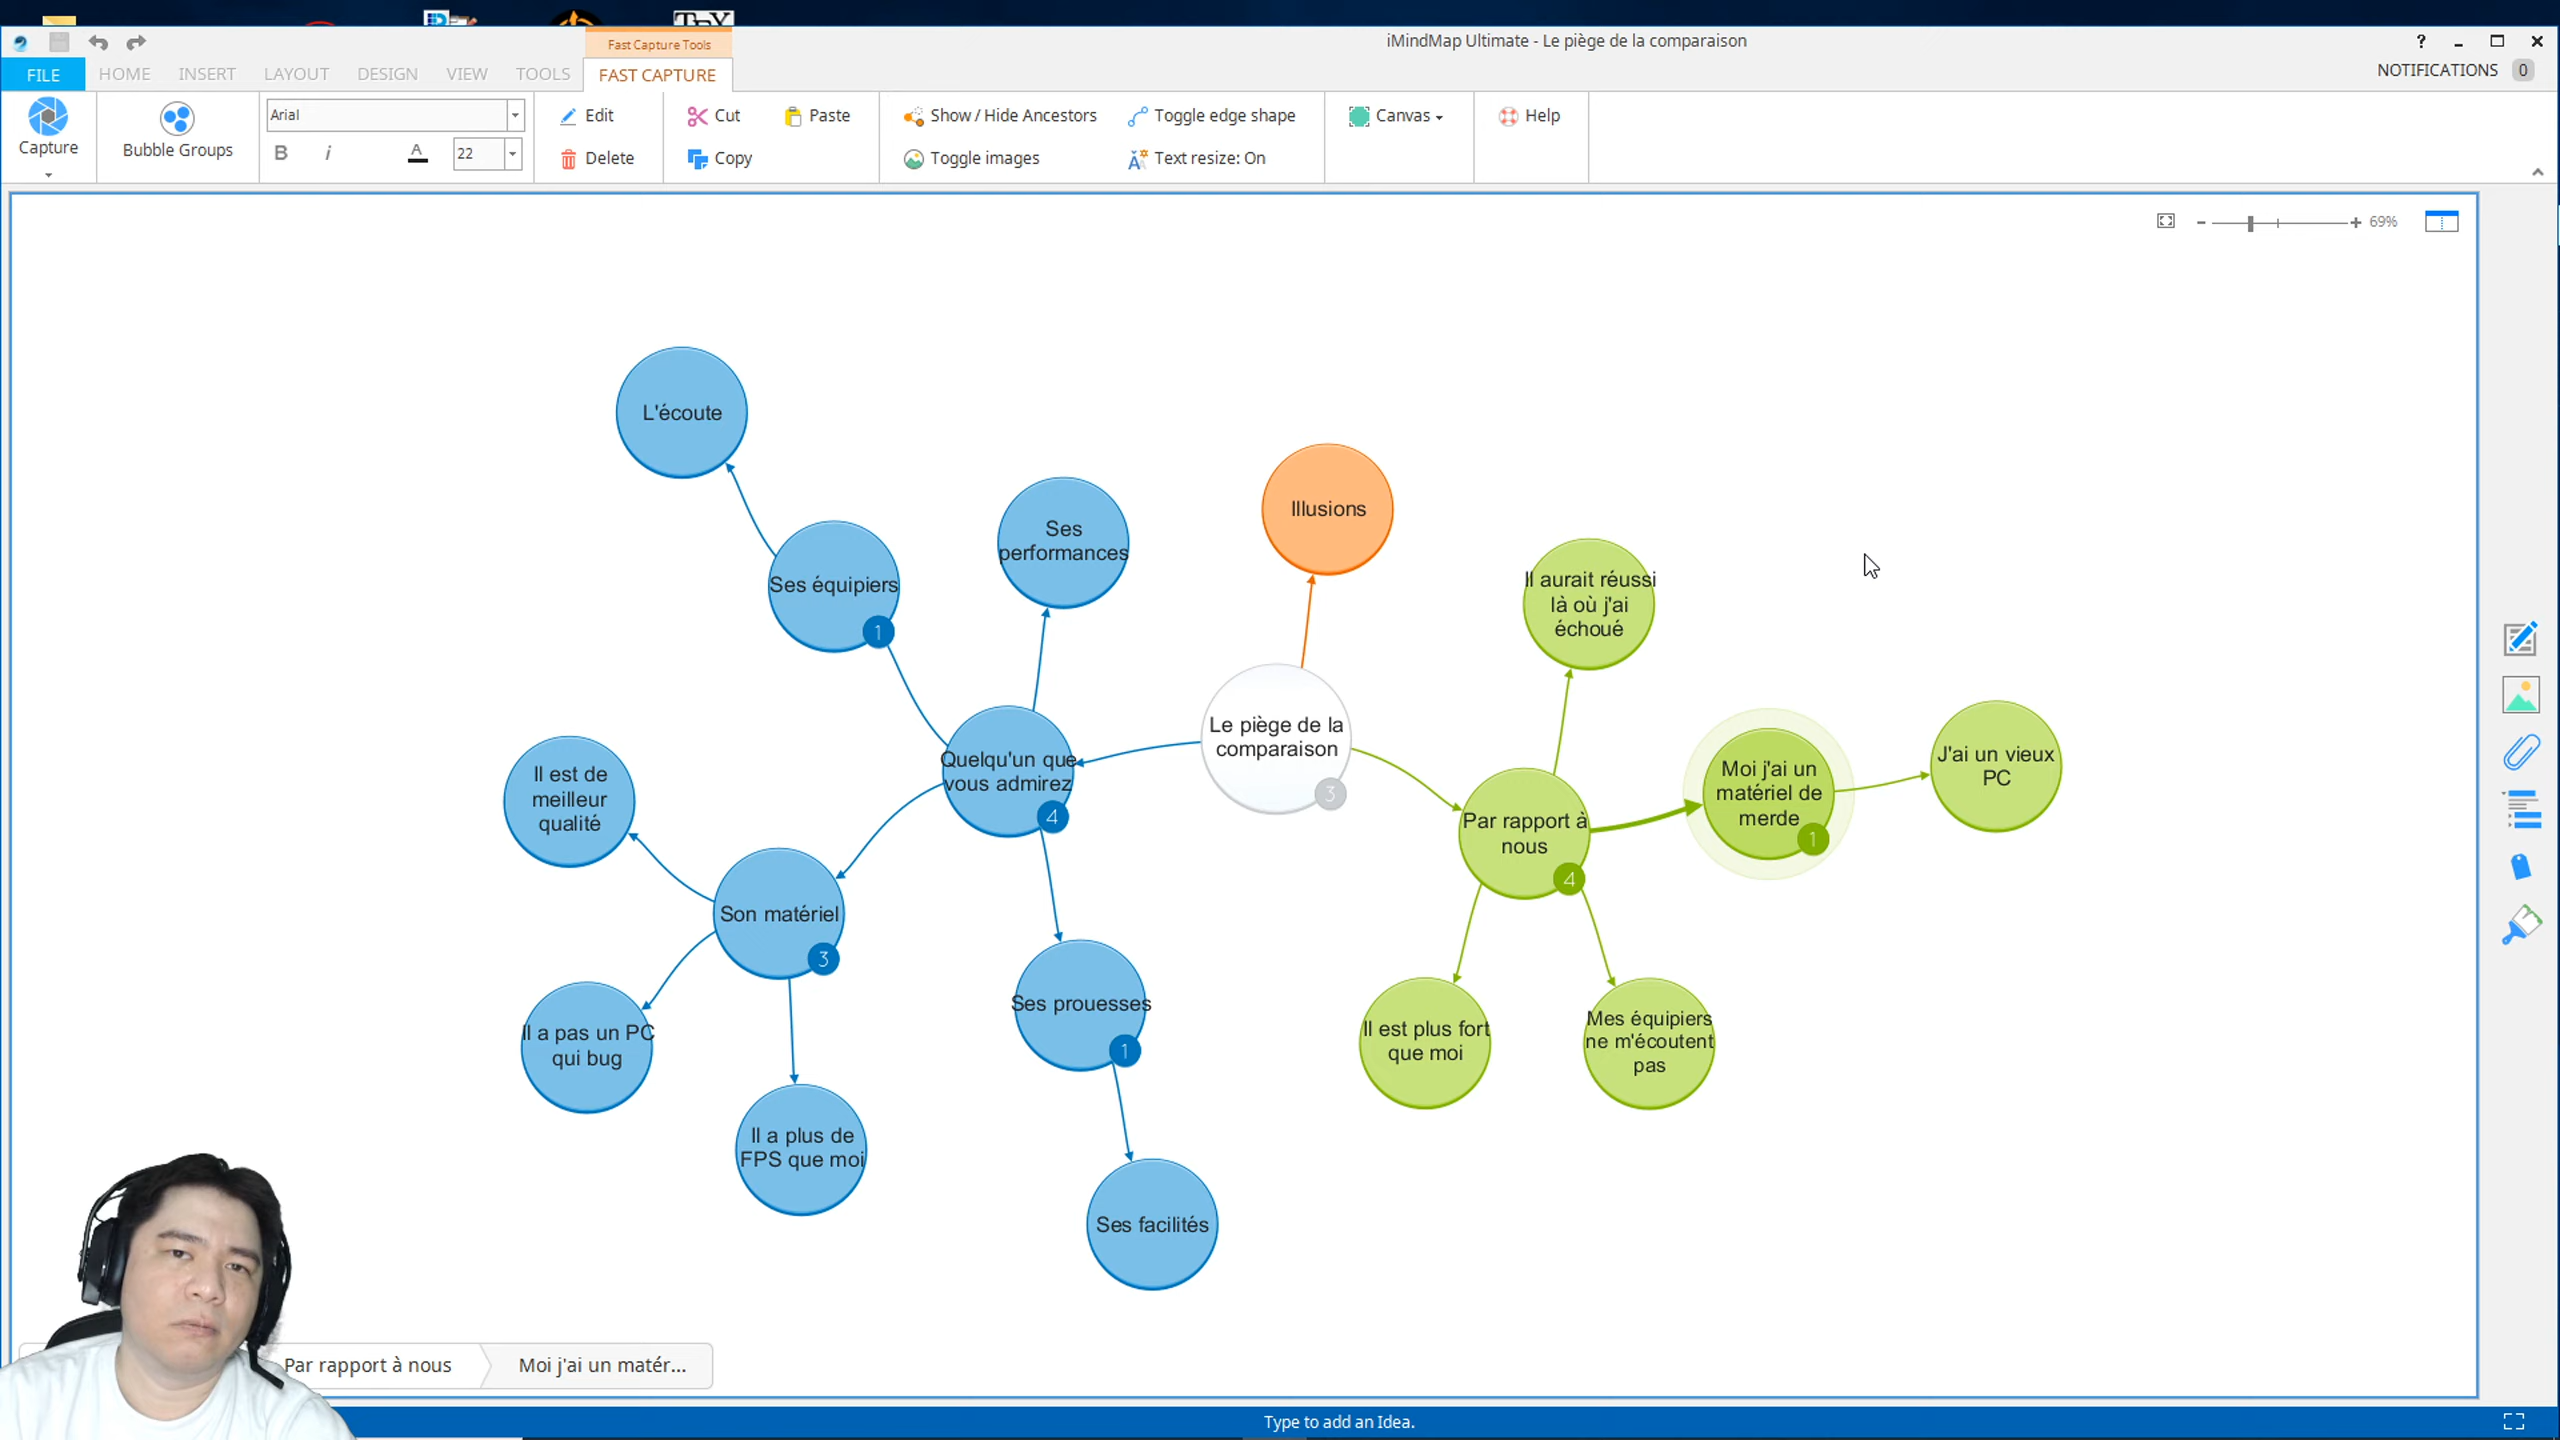 iMindMap Ultimate - Le piège de la comparaison
?
Fast Capture Tools
FILE
HOME
INSERT
LAYOUT
DESIGN
VIEW
TOOLS
FAST CAPTURE
NOTIFICATIONS 0
Capture
Bubble Groups
Arial
B i A 22
Edit
Delete
Cut
Copy
Paste
Show / Hide Ancestors
Toggle images
Toggle edge shape
Text resize: On
Canvas
Help
69%
L'écoute
Ses
performances
Illusions
Ses équipiers
1
Il aurait réussi
là où j'ai
échoué
Le piège de la
comparaison
3
Quelqu'un que
vous admirez
4
Il est de
meilleur
qualité
Moi j'ai un
matériel de
merde
1
J'ai un vieux
PC
Par rapport à
nous
4
Son matériel
3
Ses prouesses
1
Il a pas un PC
qui bug
Il est plus fort
que moi
Mes équipiers
ne m'écoutent
pas
Il a plus de
FPS que moi
Ses facilités
Par rapport à nous
Moi j'ai un matér...
Type to add an Idea.